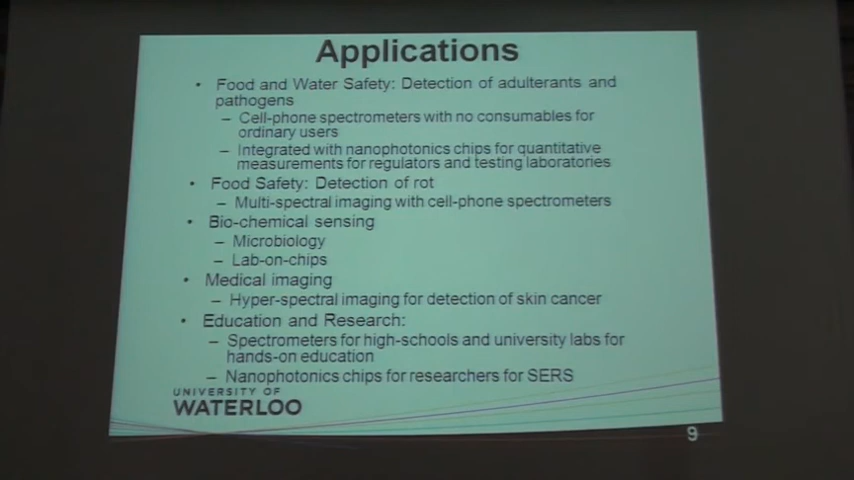 Applications
• Food and Water Safety: Detection of adulterants and
pathogens
– Cell-phone spectrometers with no consumables for
ordinary users
– Integrated with nanophotonics chips for quantitative
measurements for regulators and testing laboratories
• Food Safety: Detection of rot
– Multi-spectral imaging with cell-phone spectrometers
• Bio-chemical sensing
– Microbiology
– Lab-on-chips
• Medical imaging
– Hyper-spectral imaging for detection of skin cancer
• Education and Research:
– Spectrometers for high-schools and university labs for
hands-on education
– Nanophotonics chips for researchers for SERS
UNIVERSITY OF
WATERLOO
9